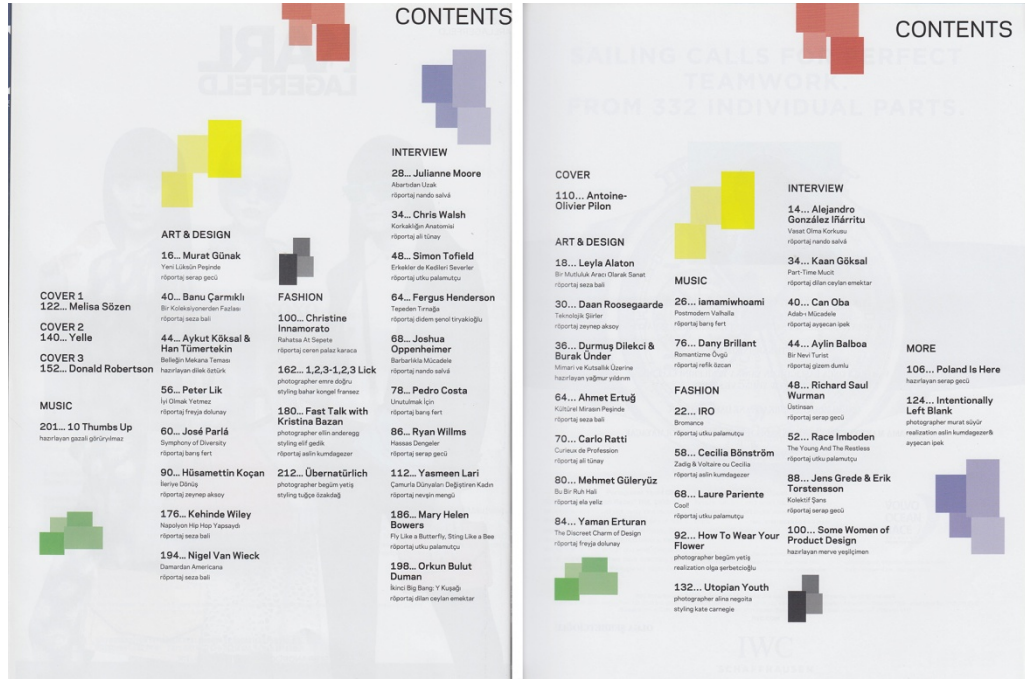 CONTENTS
COVER 1
122... Melisa Sözen
COVER 2
140... Yelle
COVER 3
152... Donald Robertson
MUSIC
201... 10 Thumbs Up
hazırlayan gazali görüryılmaz
ART & DESIGN
16... Murat Günak
Yeni Lüksün Peşinde
röportaj serap gecü
40... Banu Çarmıklı
Bir Koleksiyonerden Fazlası
röportaj seza bali
44... Aykut Köksal &
Han Tümertekin
Belleğin Mekana Teması
hazırlayan dilek öztürk
56... Peter Lik
İyi Olmak Yetmez
röportaj freyja dolunay
60... José Parlá
Symphony of Diversity
röportaj barış fert
90... Hüsamettin Koçan
İleriye Dönüş
röportaj zeynep aksoy
176... Kehinde Wiley
Napolyon Hip Hop Yapsaydı
röportaj seza bali
194... Nigel Van Wieck
Damardan Americana
röportaj seza bali
FASHION
100... Christine
Innamorato
Rahatsa At Sepete
röportaj ceren palaz karaca
162... 1,2,3-1,2,3 Lick
photographer emre doğru
styling bahar kongel fransez
180... Fast Talk with
Kristina Bazan
photographer ellin anderegg
styling elif gedik
röportaj aslin kumdagezer
212... Übernatürlich
photographer begüm yetiş
styling tuğçe özakdağ
INTERVIEW
28... Julianne Moore
Abartıdan Uzak
röportaj nando salvá
34... Chris Walsh
Korkaklığın Anatomisi
röportaj ali tünay
48... Simon Tofield
Erkekler de Kedileri Severler
röportaj utku palamutçu
64... Fergus Henderson
Tepeden Tırnağa
röportaj didem şenol tiryakioğlu
68... Joshua
Oppenheimer
Barbarlıkla Mücadele
röportaj nando salvá
78... Pedro Costa
Unutulmak İçin
röportaj barış fert
86... Ryan Willms
Hassas Dengeler
röportaj serap gecü
112... Yasmeen Lari
Çamurla Dünyaları Değiştiren Kadın
röportaj nevşin mengü
186... Mary Helen
Bowers
Fly Like a Butterfly, Sting Like a Bee
röportaj utku palamutçu
198... Orkun Bulut
Duman
İkinci Big Bang: Y Kuşağı
röportaj dilan ceylan emektar
CONTENTS
SAILING CALLS FOR PERFECT
TEAMWORK.
FROM 332 INDIVIDUAL PARTS.
COVER
110... Antoine-
Olivier Pilon
ART & DESIGN
18... Leyla Alaton
Bir Mutluluk Aracı Olarak Sanat
röportaj seza bali
30... Daan Roosegaarde
Teknolojik Şiirler
röportaj zeynep aksoy
36... Durmuş Dilekci &
Burak Ünder
Mimari ve Kutsallık Üzerine
hazırlayan yağmur yıldırım
64... Ahmet Ertuğ
Kültürel Mirasın Peşinde
röportaj seza bali
70... Carlo Ratti
Curieux de Profession
röportaj ali tünay
80... Mehmet Güleryüz
Bu Bir Ruh Hali
röportaj ela yeliz
84... Yaman Erturan
The Discreet Charm of Design
röportaj freyja dolunay
MUSIC
26... iamamiwhoami
Postmodern Valhalla
röportaj barış fert
76... Dany Brillant
Romantizme Övgü
röportaj refik özcan
FASHION
22... IRO
Bromance
röportaj utku palamutçu
58... Cecilia Bönström
Zadig & Voltaire ou Cecilia
röportaj aslin kumdagezer
68... Laure Pariente
Cool!
röportaj utku palamutçu
92... How To Wear Your
Flower
photographer begüm yetiş
realization olga şerbetcioğlu
132... Utopian Youth
photographer alina negoita
styling kate carnegie
INTERVIEW
14... Alejandro
González Iñárritu
Vasat Olma Korkusu
röportaj nando salvá
34... Kaan Göksal
Part-Time Mucit
röportaj dilan ceylan emektar
40... Can Oba
Adab-ı Mücadele
röportaj ayşecan ipek
44... Aylin Balboa
Bir Nevi Turist
röportaj gizem dumlu
48... Richard Saul
Wurman
Üstinsan
röportaj serap gecü
52... Race Imboden
The Young And The Restless
röportaj utku palamutçu
88... Jens Grede & Erik
Torstensson
Kolektif Şans
röportaj serap gecü
100... Some Women of
Product Design
hazırlayan merve yeşilçimen
MORE
106... Poland Is Here
hazırlayan serap gecü
124... Intentionally
Left Blank
photographer murat süyür
realization aslin kumdagezer&
ayşecan ipek
IWC